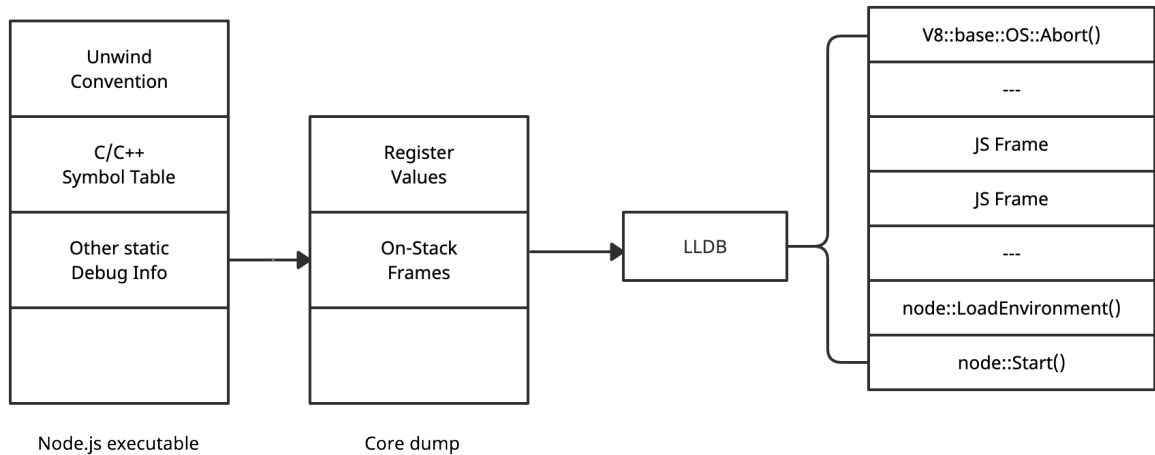 Unwind
Convention
C/C++
Symbol Table
Other static
Debug Info
Node.js executable
Register
Values
On-Stack
Frames
Core dump
LLDB
V8::base::OS::Abort()
---
JS Frame
JS Frame
---
node::LoadEnvironment()
node::Start()